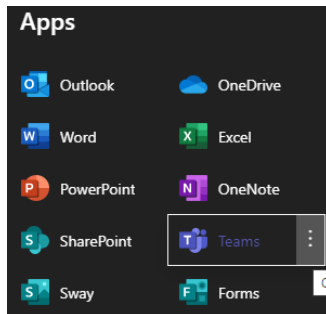 Apps
Outlook OneDrive
Word Excel
PowerPoint OneNote
SharePoint Teams
Sway Forms